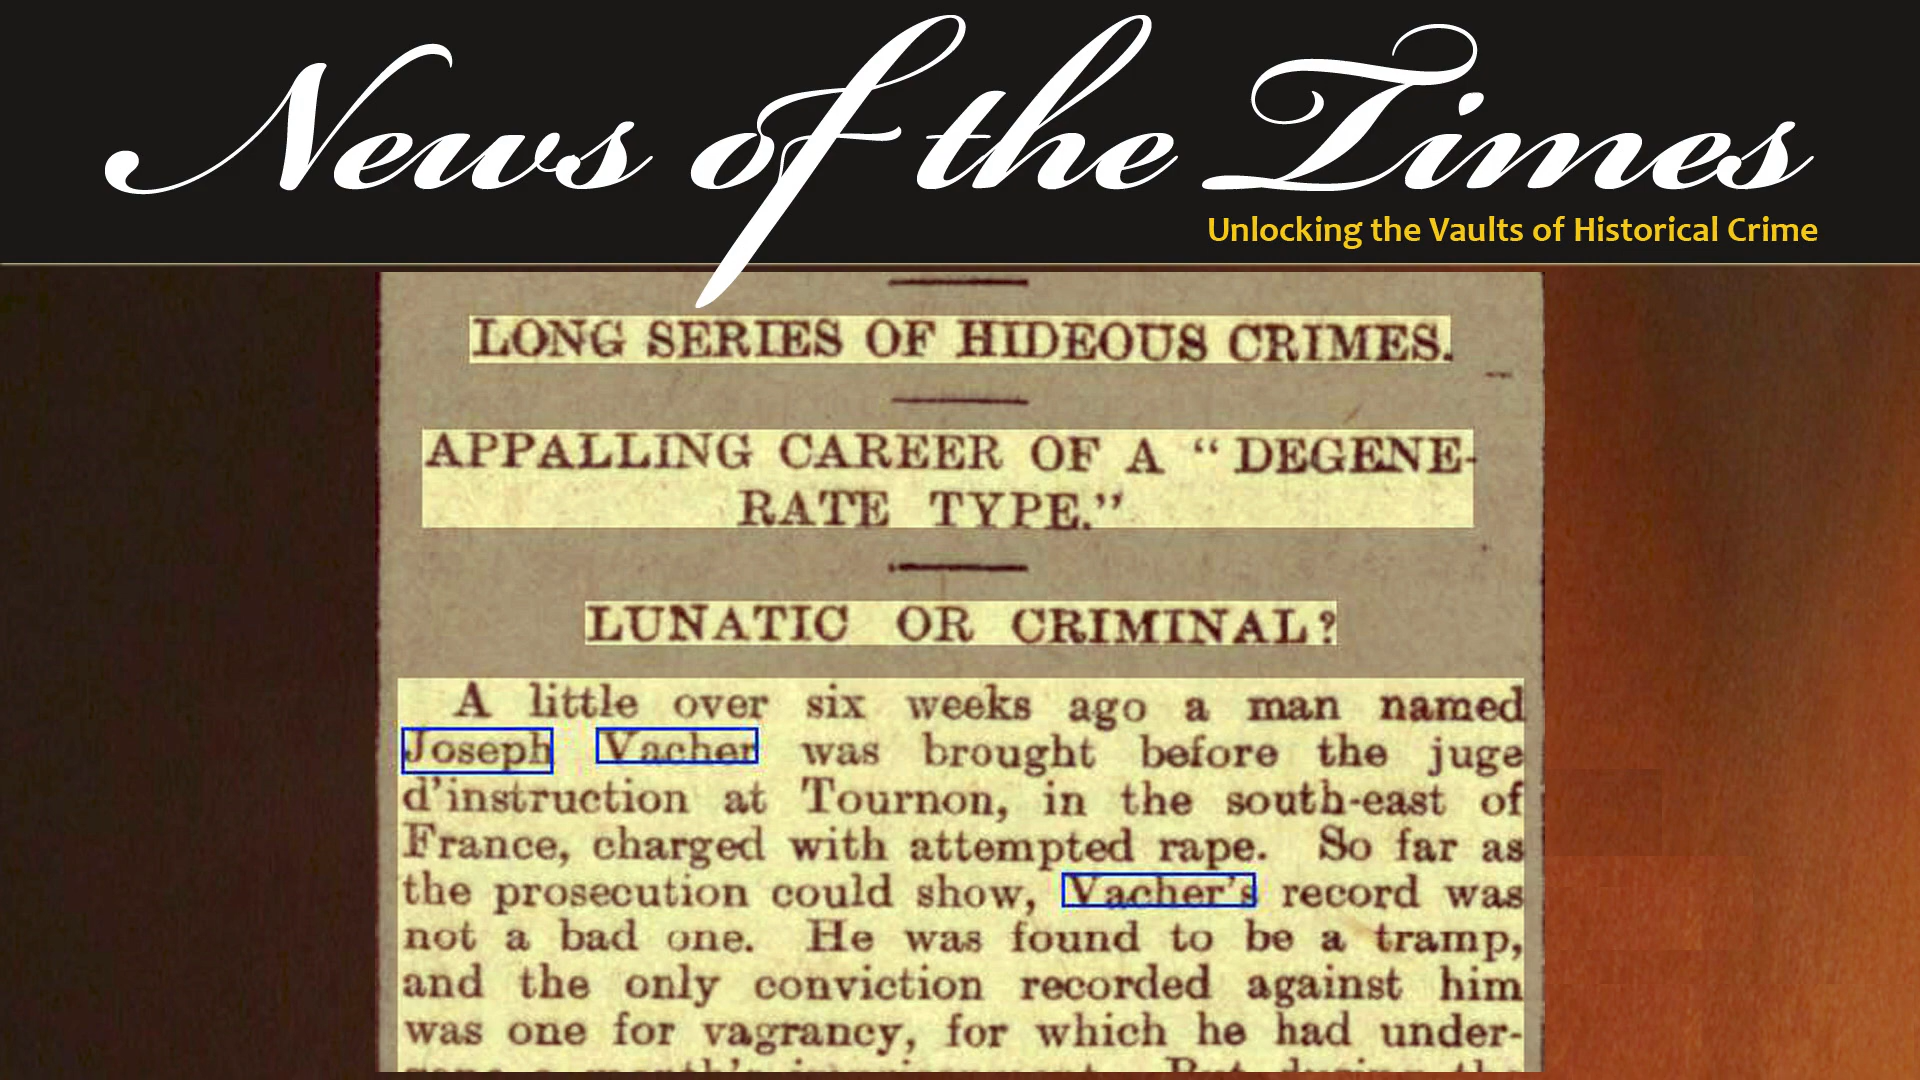 News of the Times
Unlocking the Vaults of Historical Crime
LONG SERIES OF HIDEOUS CRIMES.
APPALLING CAREER OF A “ DEGENE-
RATE TYPE.”
LUNATIC OR CRIMINAL?
A little over six weeks ago a man named
Joseph Vacher was brought before the juge
d'instruction at Tournon, in the south-east of
France, charged with attempted rape. So far as
the prosecution could show, Vacher's record was
not a bad one. He was found to be a tramp,
and the only conviction recorded against him
was one for vagrancy, for which he had under-